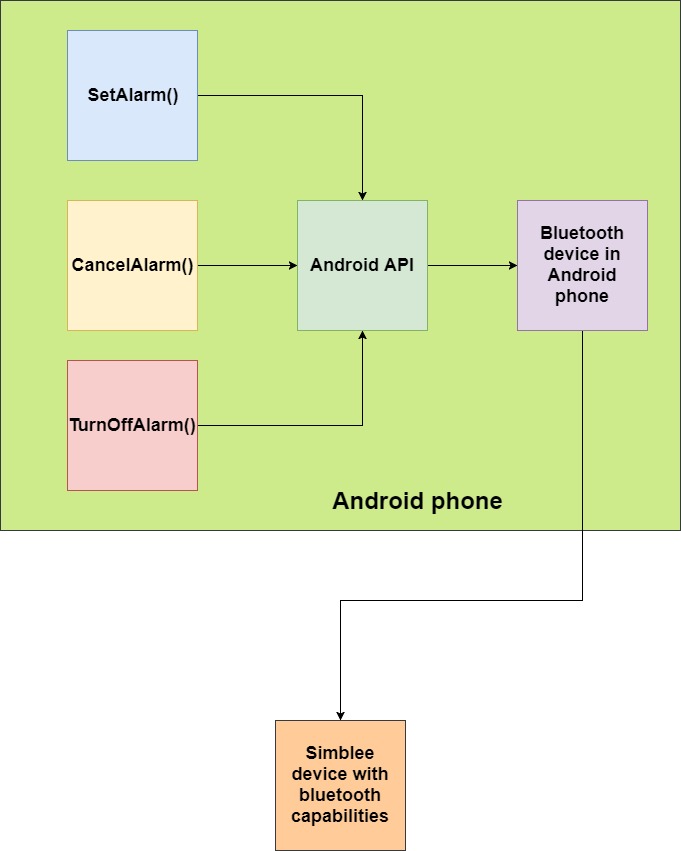 SetAlarm()
CancelAlarm()
Android API
Bluetooth
device in
Android
phone
TurnOffAlarm()
Android phone
Simblee
device with
bluetooth
capabilities